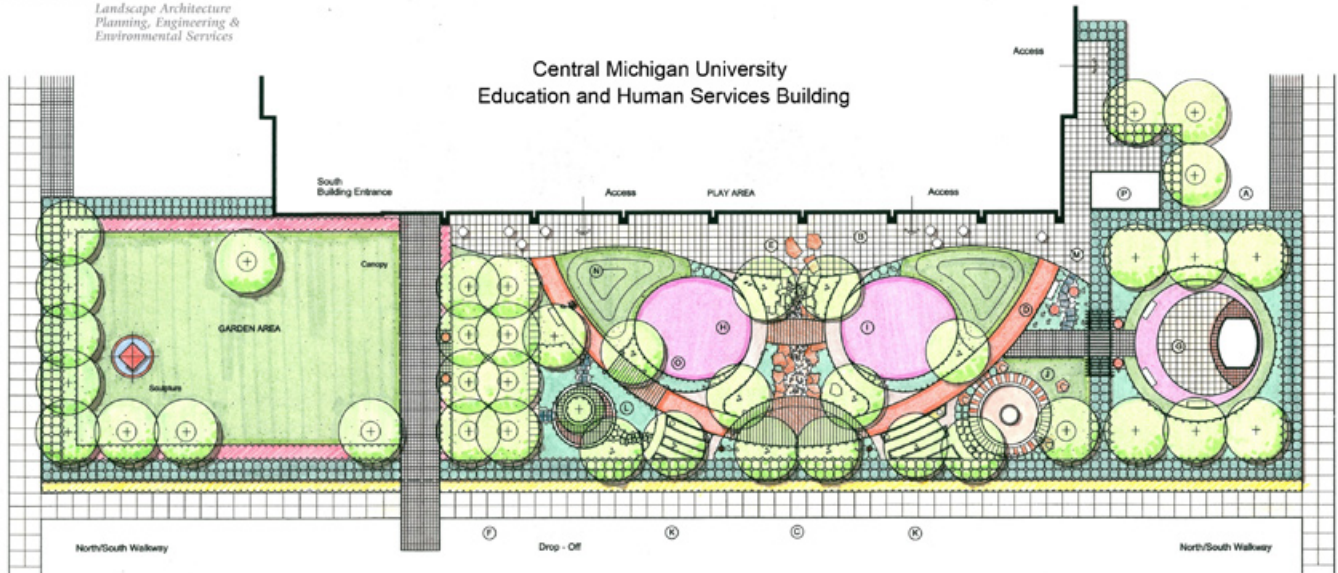 Landscape Architecture
Planning, Engineering &
Environmental Services
Central Michigan University
Education and Human Services Building
Access
South
Building Entrance
Access
PLAY AREA
Access
P
A
E
B
M
Canopy
N
D
GARDEN AREA
H
I
G
O
Sculpture
J
L
F
K
C
K
North/South Walkway
Drop - Off
North/South Walkway